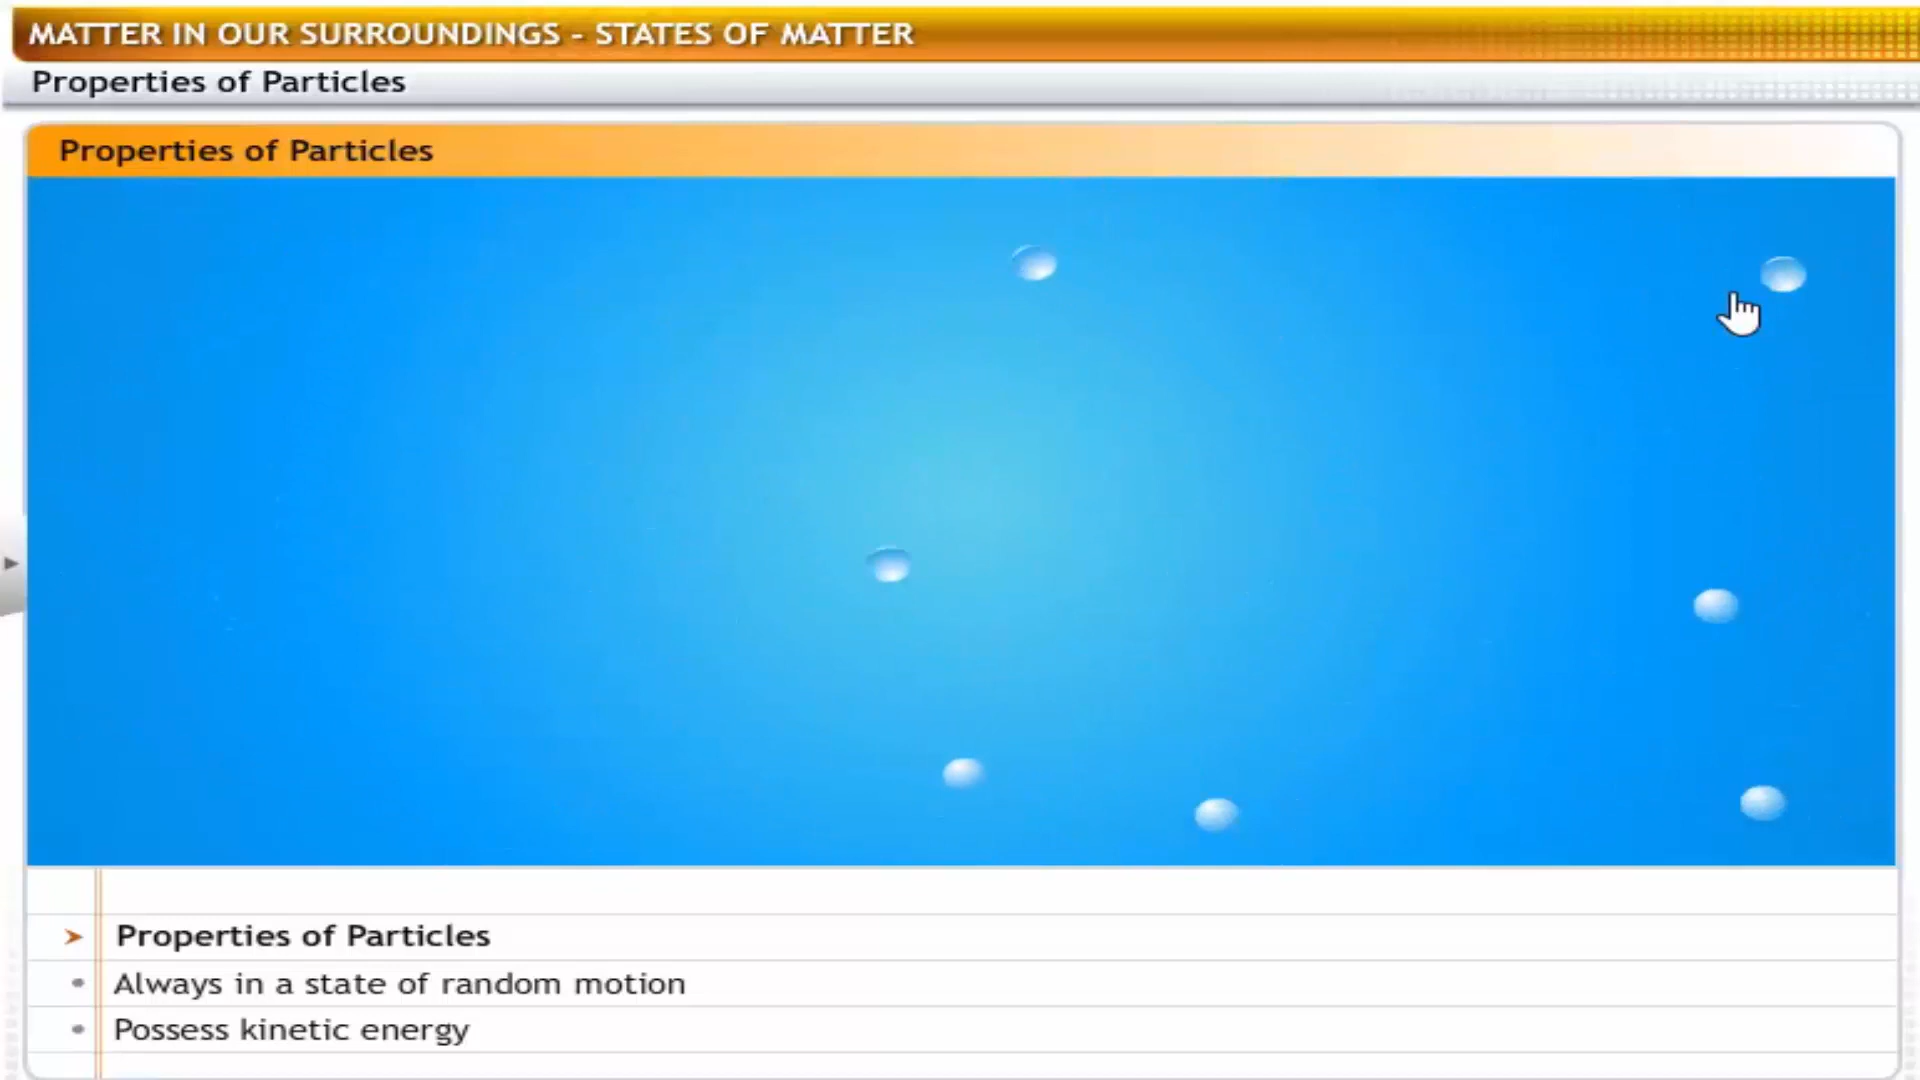 MATTER IN OUR SURROUNDINGS - STATES OF MATTER
Properties of Particles
Properties of Particles
Properties of Particles
Always in a state of random motion
Possess kinetic energy